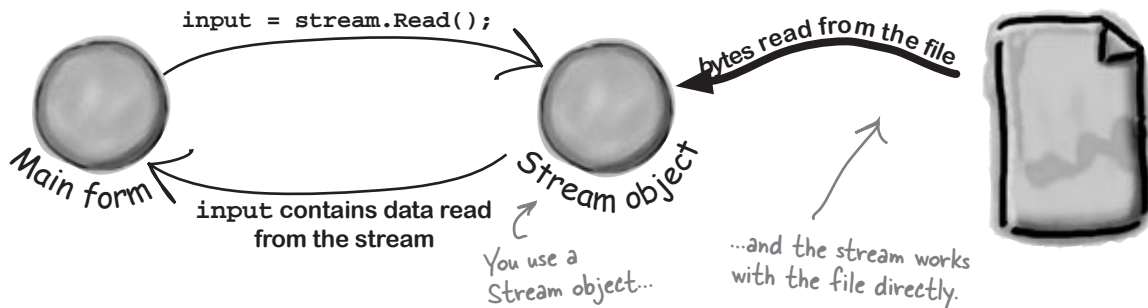 input = stream.Read();
bytes read from the file
Main form
Stream object
input contains data read
from the stream
You use a
Stream object...
...and the stream works
with the file directly.